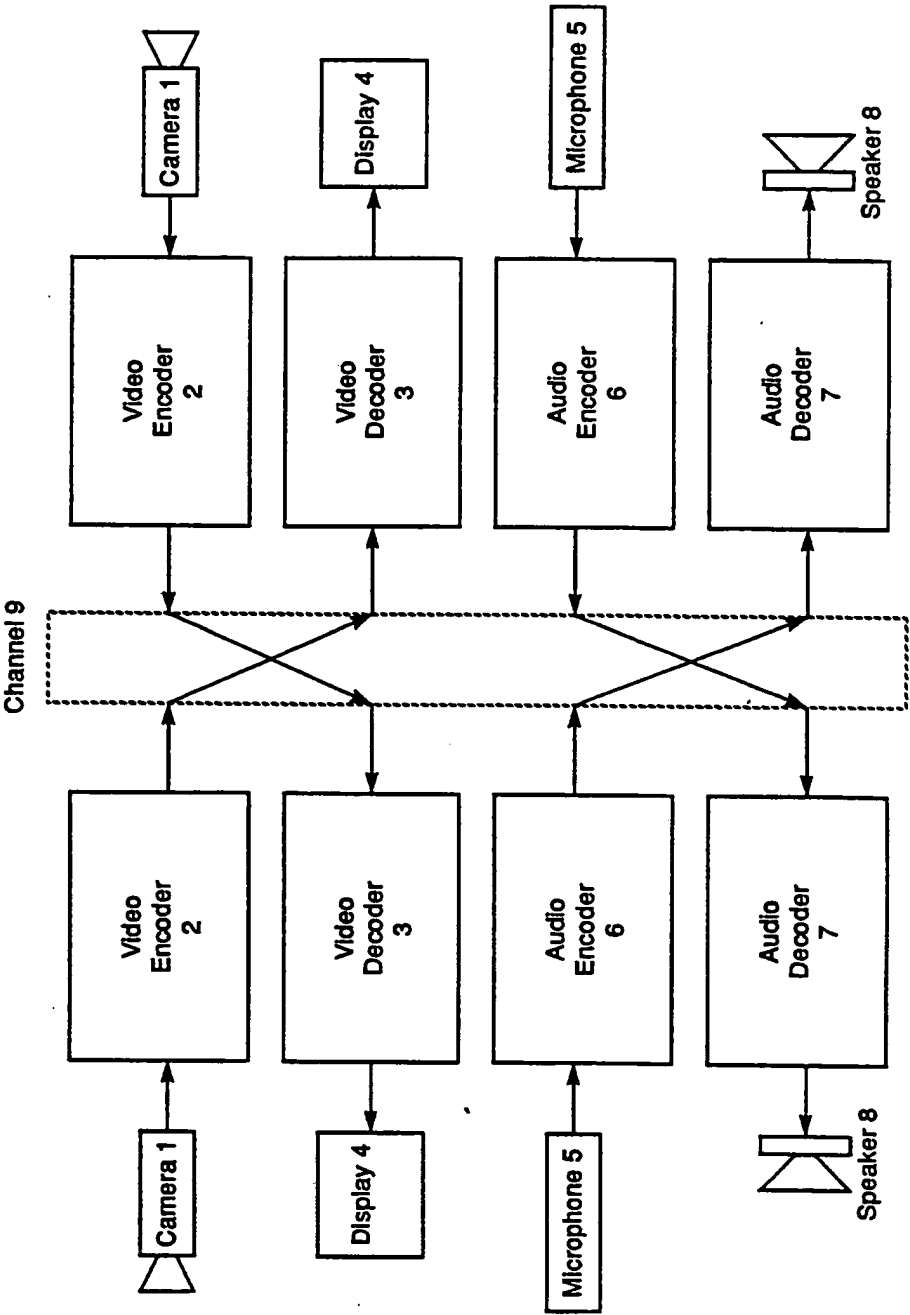 Channel 9
Camera 1
Video
Encoder
2
Video
Encoder
2
Camera 1
Display 4
Video
Decoder
3
Video
Decoder
3
Display 4
Microphone 5
Audio
Encoder
6
Audio
Encoder
6
Microphone 5
Speaker 8
Audio
Decoder
7
Audio
Decoder
7
Speaker 8